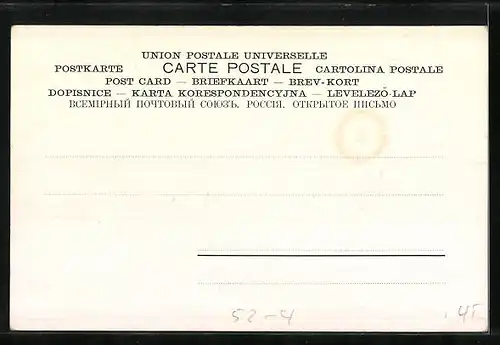 UNION POSTALE UNIVERSELLE
POSTKARTE CARTE POSTALE CARTOLINA POSTALE
POST CARD — BRIEFKAART — BREV-KORT
DOPISNICE — KARTA KORESPONDENCYJNA — LEVELEZŐ-LAP
ВСЕМІРНЫЙ ПОЧТОВЫЙ СОЮЗЪ. РОССІЯ. ОТКРЫТОЕ ПИСЬМО
52-4